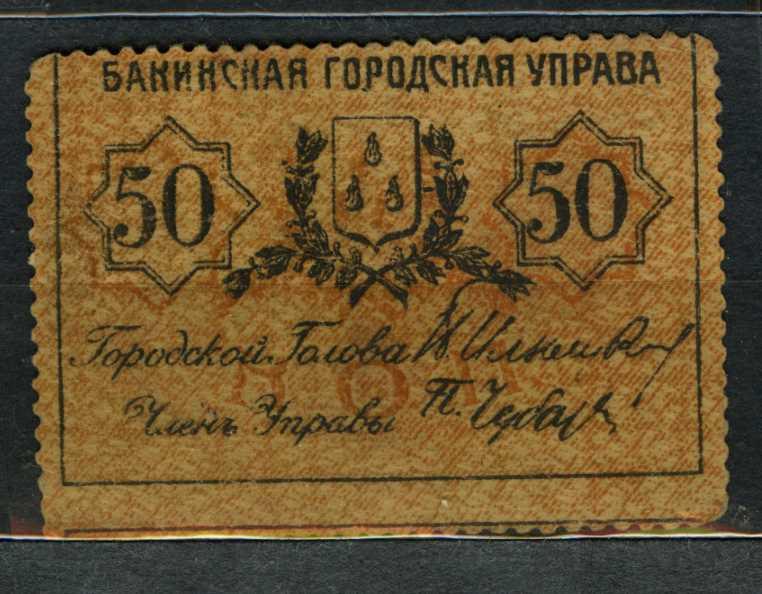 БАКИНСКАЯ ГОРОДСКАЯ УПРАВА
50 50
Городской Голова
Членъ Управы П.